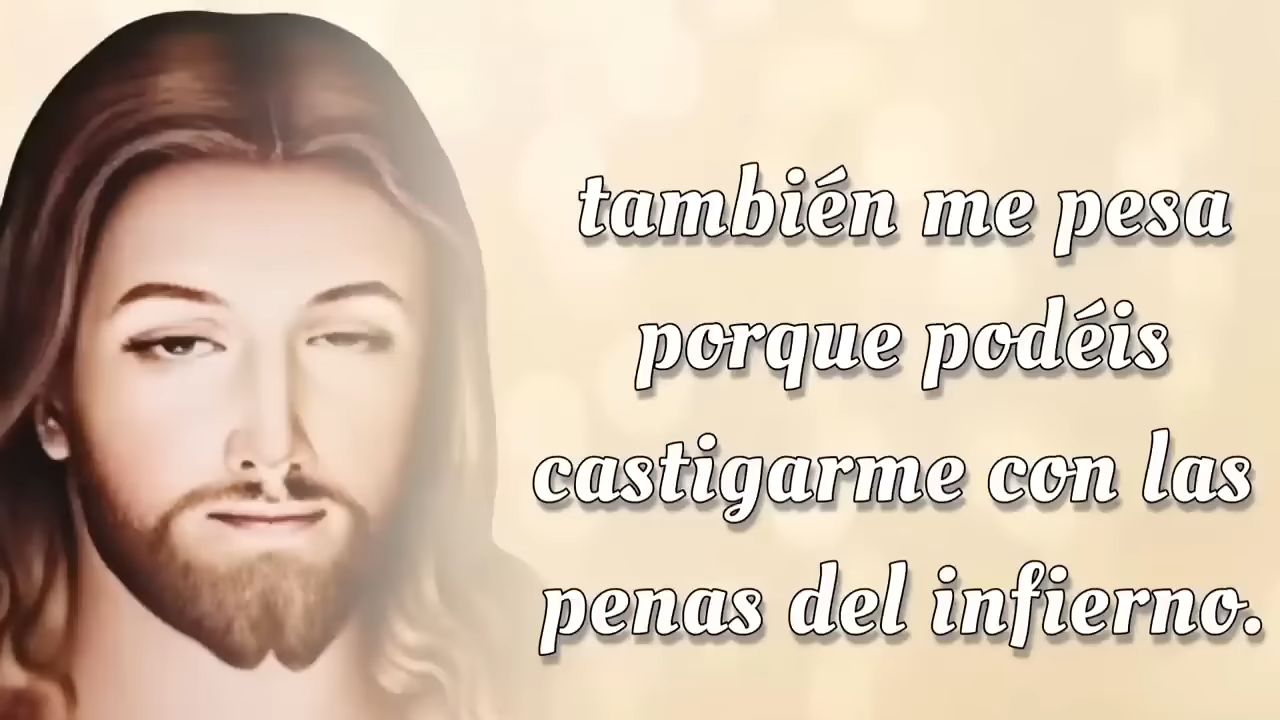 también me pesa
porque podéis
castigarme con las
penas del infierno.